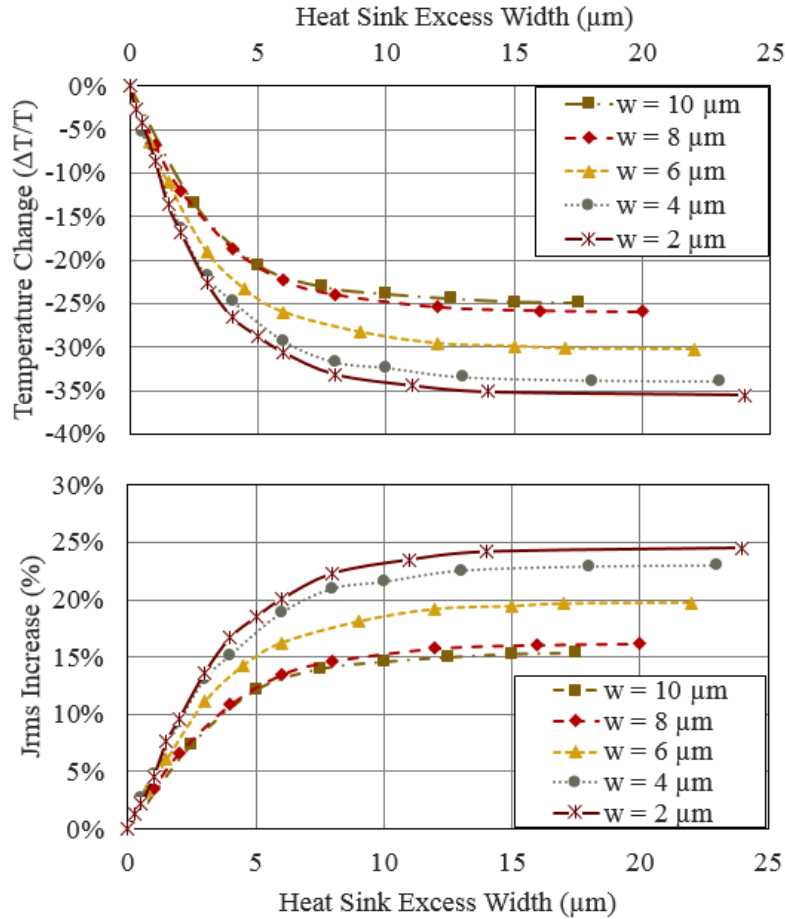 Heat Sink Excess Width (µm)
0 5 10 15 20 25
0%
-5%
-10%
-15%
-20%
-25%
-30%
-35%
-40%
Temperature Change (ΔT/T)
w = 10 µm
w = 8 µm
w = 6 µm
w = 4 µm
w = 2 µm
30%
25%
20%
15%
10%
5%
0%
Jrms Increase (%)
w = 10 µm
w = 8 µm
w = 6 µm
w = 4 µm
w = 2 µm
0 5 10 15 20 25
Heat Sink Excess Width (µm)